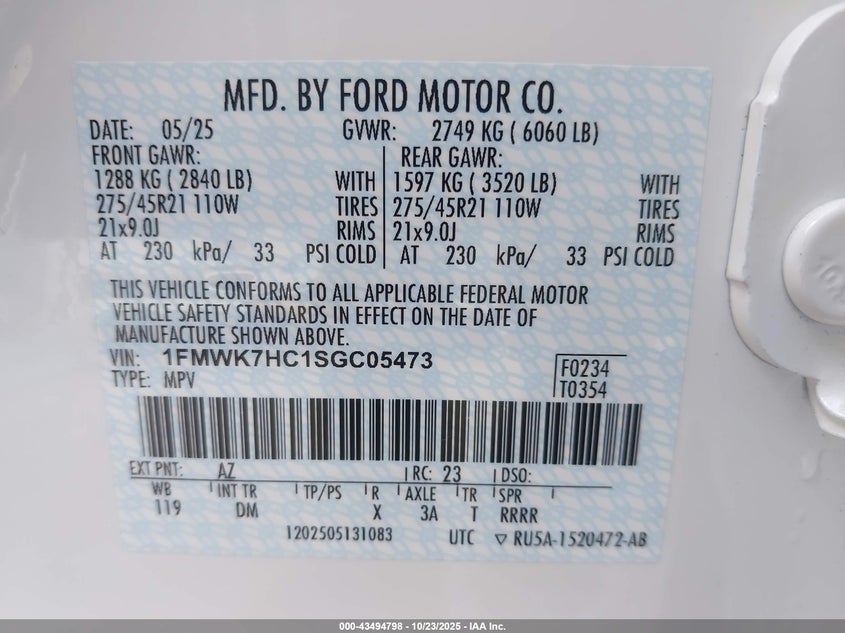 MFD. BY FORD MOTOR CO.
DATE: 05/25 GVWR: 2749 KG ( 6060 LB)
FRONT GAWR: REAR GAWR:
1288 KG ( 2840 LB) WITH 1597 KG ( 3520 LB) WITH
275/45R21 110W TIRES 275/45R21 110W TIRES
21x9.0J RIMS 21x9.0J RIMS
AT 230 kPa/ 33 PSI COLD AT 230 kPa/ 33 PSI COLD
THIS VEHICLE CONFORMS TO ALL APPLICABLE FEDERAL MOTOR
VEHICLE SAFETY STANDARDS IN EFFECT ON THE DATE OF
MANUFACTURE SHOWN ABOVE.
VIN: 1FMWK7HC1SGC05473 F0234
TYPE: MPV T0354
EXT PNT: AZ RC: 23 DSO:
WB INT TR TP/PS R AXLE TR SPR
119 DM X 3A T RRRR
1202505131083 UTC ▽ RU5A-1520472-AB
000-43494798 - 10/23/2025 - IAA Inc.